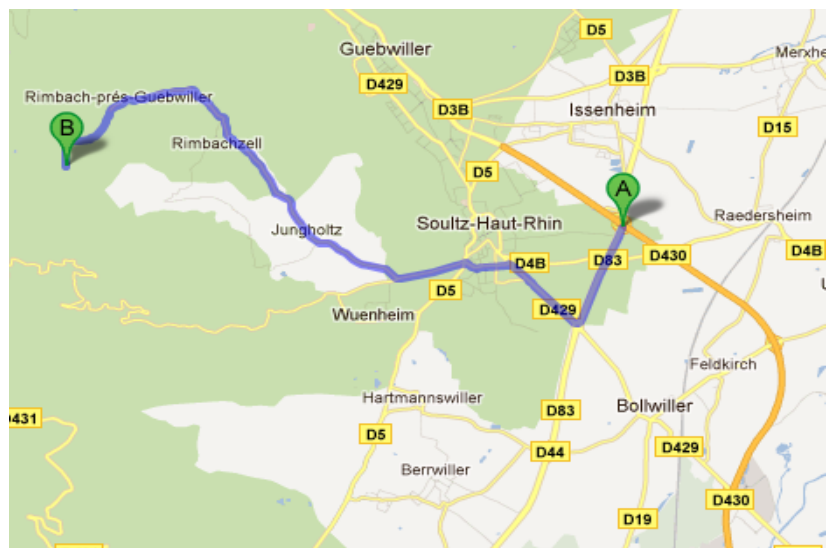 D5
Guebwiller
Merxhe
D429
D3B
Rimbach-prés-Guebwiller
D3B
Issenheim
B
D15
Rimbachzell
D5
A
Soultz-Haut-Rhin
Raedersheim
Jungholtz
D4B
D83
D430
D4B
D5
D429
Wuenheim
Feldkirch
Hartmannswiller
D83
Bollwiller
D431
D5
D44
D429
Berrwiller
D430
D19